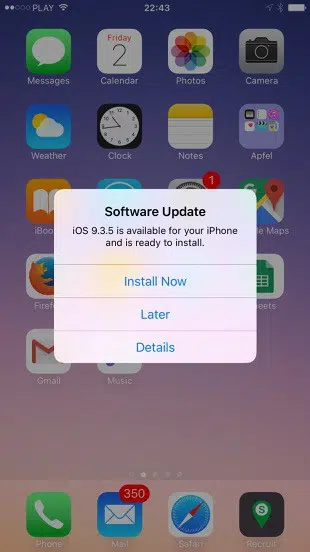 PLAY
22:43
Friday
2
Messages
Calendar
Photos
Camera
Weather
Clock
Notes
Apfel
1
Software Update
iOS 9.3.5 is available for your iPhone
and is ready to install.
iBoo
le Maps
Install Now
Firef
eets
Later
Details
Gmail
Music
350
S
Phone
Mail
Safari
Recruit